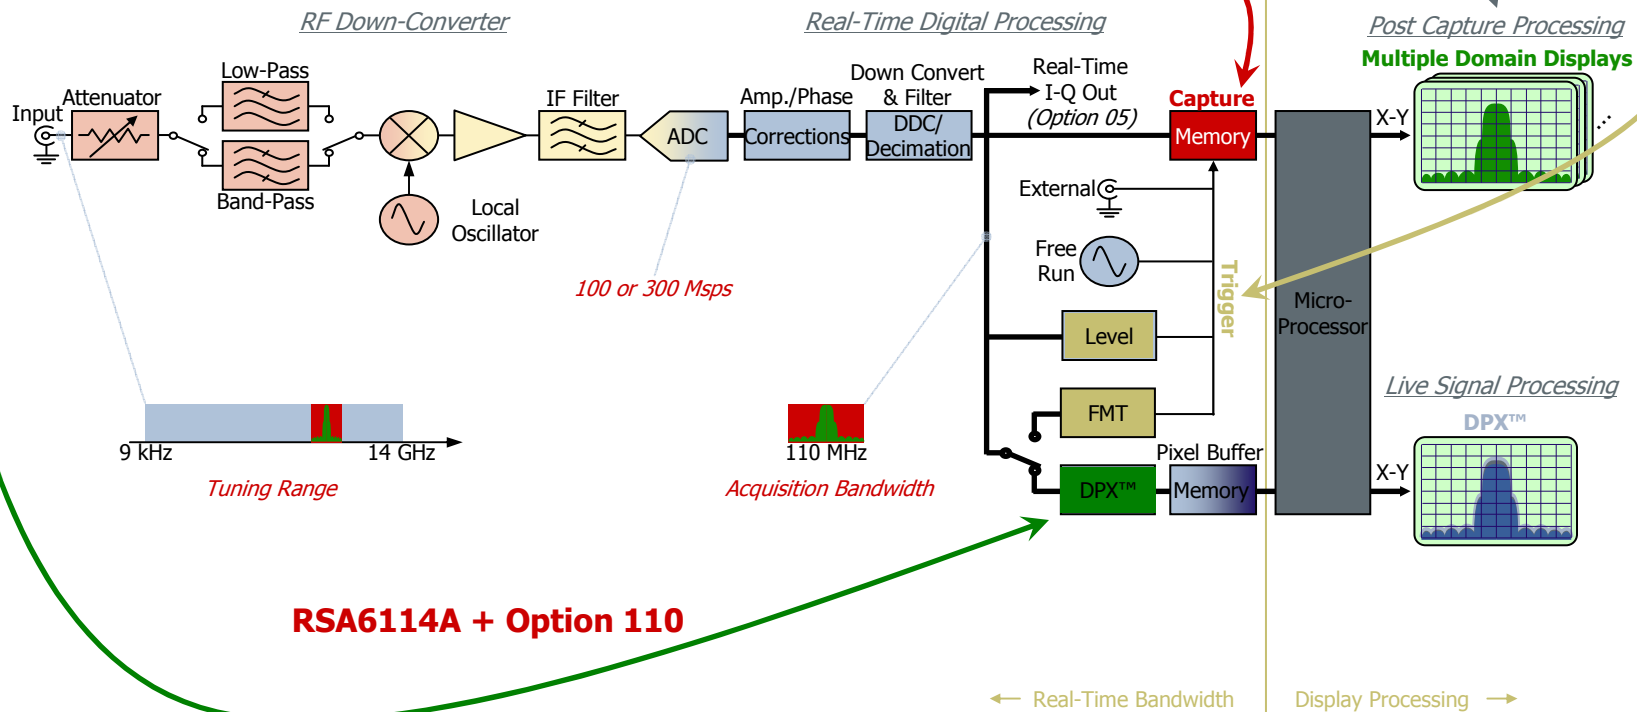 RF Down-Converter
Real-Time Digital Processing
Post Capture Processing
Multiple Domain Displays
Input
Attenuator
Low-Pass
Band-Pass
Local
Oscillator
IF Filter
ADC
100 or 300 Msps
Amp./Phase
Corrections
Down Convert
& Filter
DDC/
Decimation
Real-Time
I-Q Out
(Option 05)
Capture
Memory
X-Y
...
External
Free
Run
Trigger
Level
FMT
Micro-
Processor
Live Signal Processing
DPX™
Pixel Buffer
DPX™
Memory
X-Y
9 kHz
14 GHz
Tuning Range
110 MHz
Acquisition Bandwidth
RSA6114A + Option 110
Real-Time Bandwidth
Display Processing